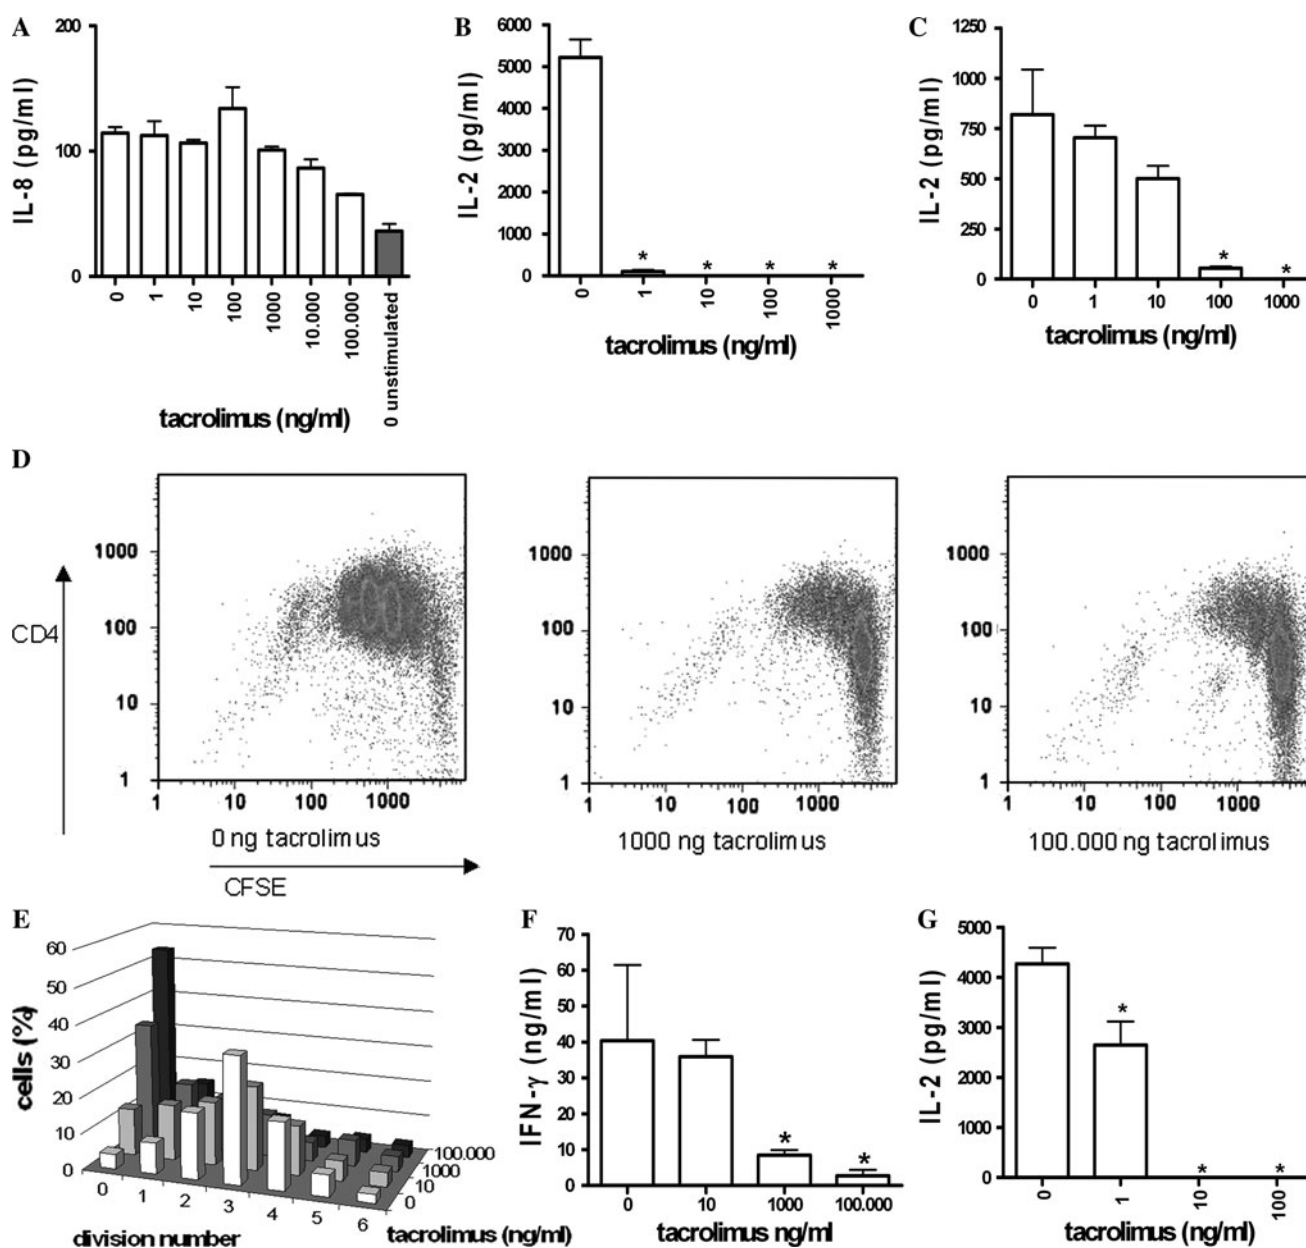 A
IL-8 (pg/ml)
200
100
0
0 1 10 100 1000 10.000 100.000 0 unstimulated
tacrolimus (ng/ml)
B
IL-2 (pg/ml)
6000
5000
4000
3000
2000
1000
0
* * * *
0 1 10 100 1000
tacrolimus (ng/ml)
C
IL-2 (pg/ml)
1250
1000
750
500
250
0
* *
0 1 10 100 1000
tacrolimus (ng/ml)
D
CD4
1000
100
10
1
1 10 100 1000
0 ng tacrolimus
CFSE
1000
100
10
1
1 10 100 1000
1000 ng tacrolimus
1000
100
10
1
1 10 100 1000
100.000 ng tacrolimus
E
cells (%)
60
50
40
30
20
10
0
0 1 2 3 4 5 6
division number
100.000
1000
10
0
tacrolimus (ng/ml)
F
IFN-γ (ng/ml)
70
60
50
40
30
20
10
0
* *
0 10 1000 100.000
tacrolimus ng/ml
G
IL-2 (pg/ml)
5000
4000
3000
2000
1000
0
* * *
0 1 10 100
tacrolimus (ng/ml)